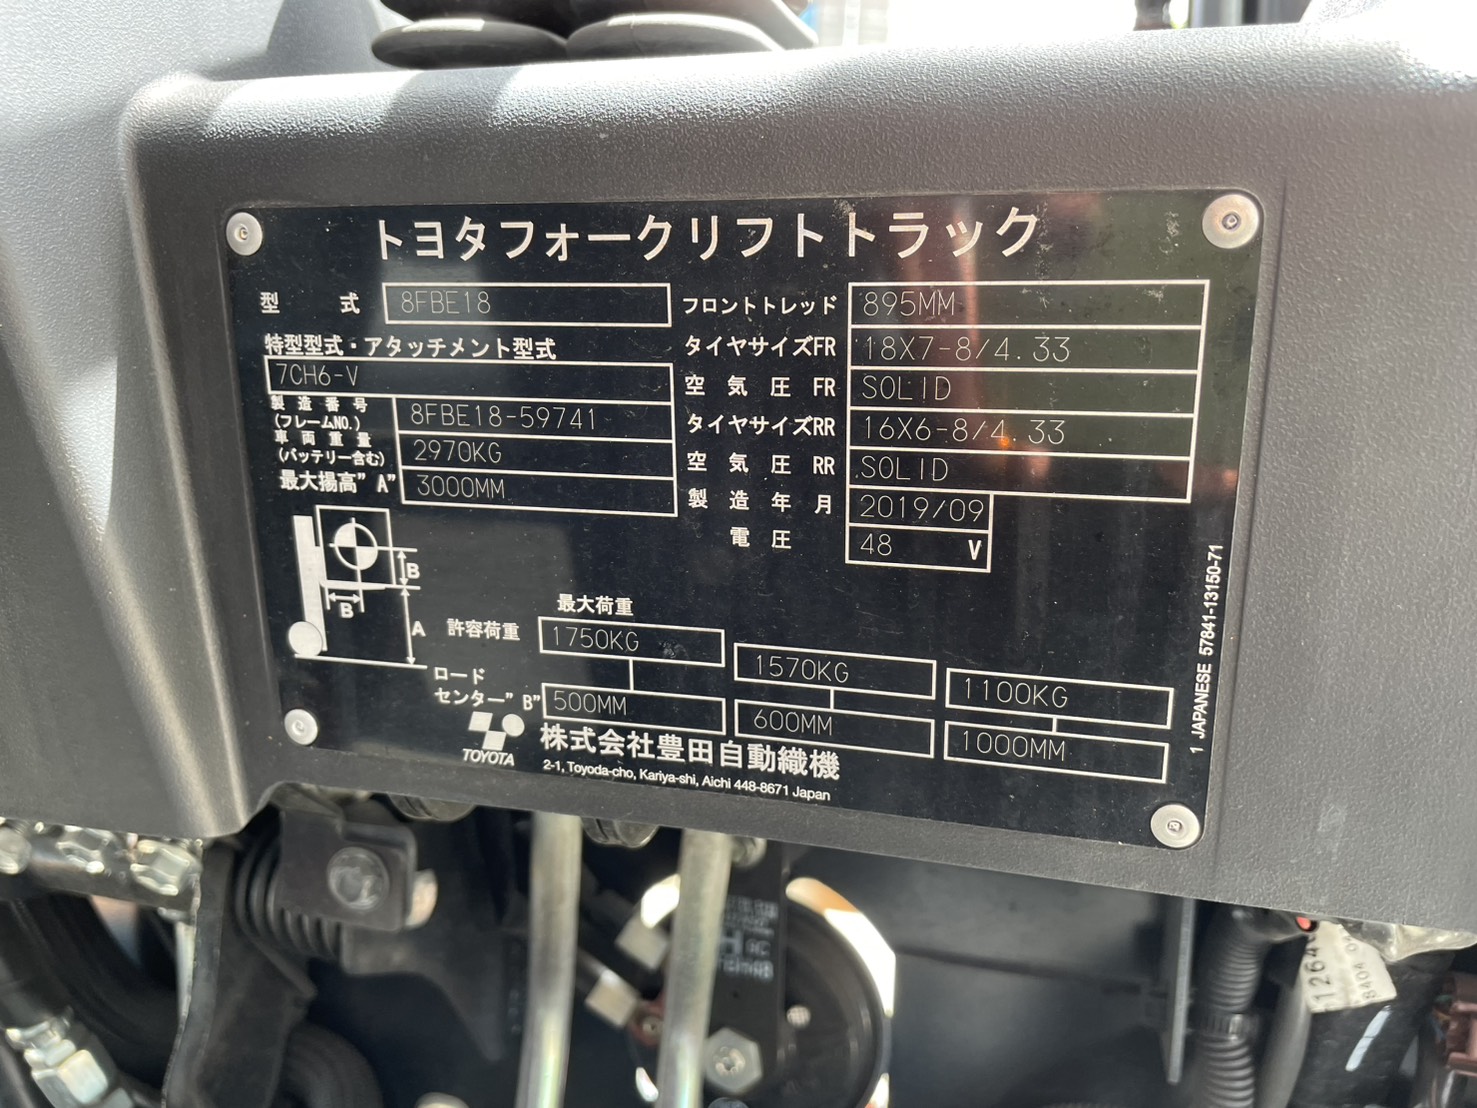 トヨタフォークリフトトラック
型式 8FBE18
特型型式・アタッチメント型式
7CH6-V
製造番号
(フレームNO.) 8FBE18-59741
車両重量
(バッテリー含む) 2970KG
最大揚高"A" 3000MM
フロントトレッド 895MM
タイヤサイズFR 18X7-8/4.33
空気圧FR SOLID
タイヤサイズRR 16X6-8/4.33
空気圧RR SOLID
製造年月 2019/09
電圧 48 V
B
B
A
最大荷重
許容荷重 1750KG 1570KG 1100KG
ロード
センター"B" 500MM 600MM 1000MM
TOYOTA
株式会社豊田自動織機
2-1, Toyoda-cho, Kariya-shi, Aichi 448-8671 Japan
1 JAPANESE 57841-13150-71